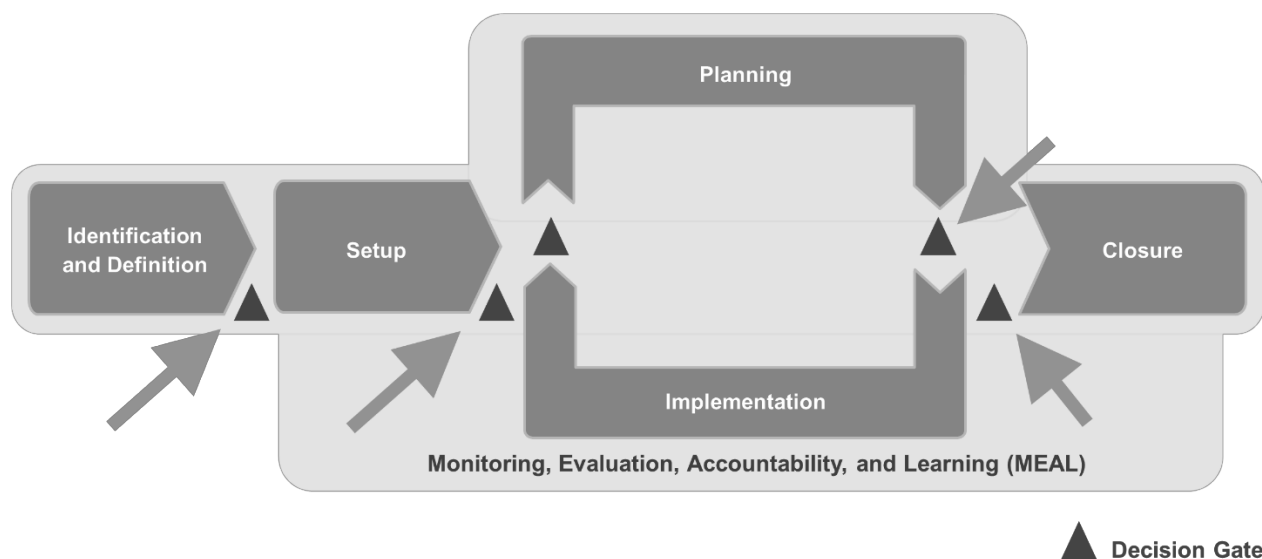 Planning
Identification
and Definition
Setup
Closure
Implementation
Monitoring, Evaluation, Accountability, and Learning (MEAL)
Decision Gate